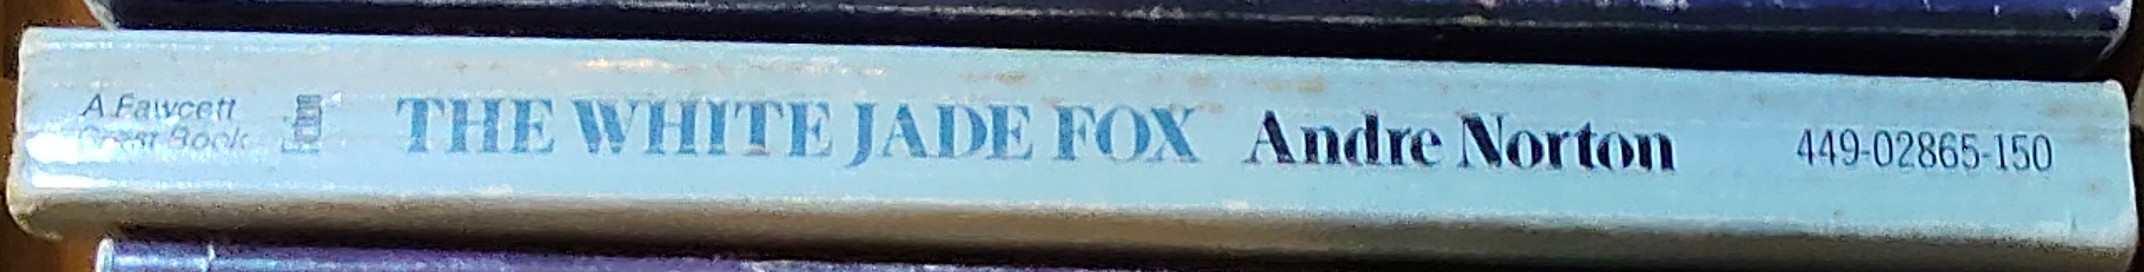 A Fawcett
Crest Book
THE WHITE JADE FOX Andre Norton 449-02865-150